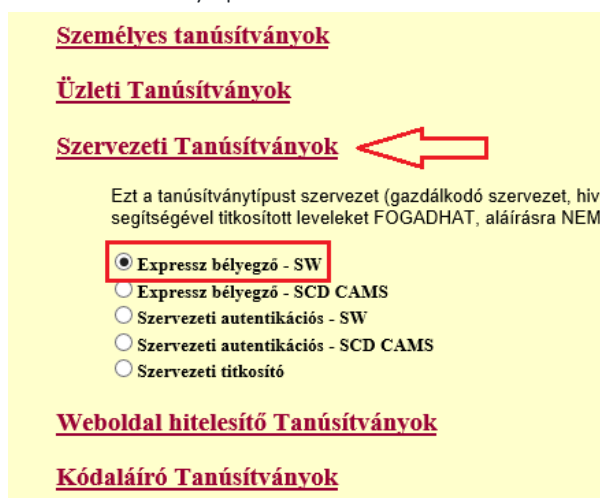 Személyes tanúsítványok
Üzleti Tanúsítványok
Szervezeti Tanúsítványok
Ezt a tanúsítványtípust szervezet (gazdálkodó szervezet, hiv
segítségével titkosított leveleket FOGADHAT, aláírásra NEM
Expressz bélyegző - SW
Expressz bélyegző - SCD CAMS
Szervezeti autentikációs - SW
Szervezeti autentikációs - SCD CAMS
Szervezeti titkosító
Weboldal hitelesítő Tanúsítványok
Kódaláíró Tanúsítványok